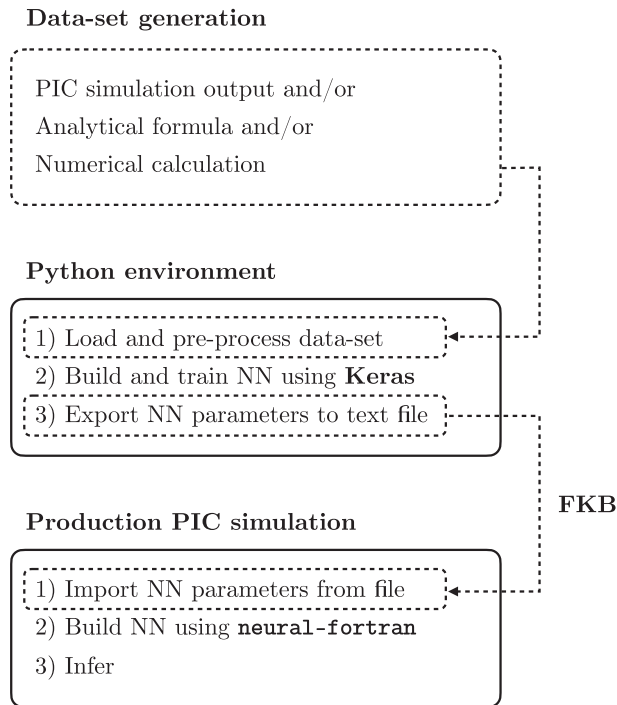 Data-set generation
PIC simulation output and/or
Analytical formula and/or
Numerical calculation
Python environment
1) Load and pre-process data-set
2) Build and train NN using Keras
3) Export NN parameters to text file
FKB
Production PIC simulation
1) Import NN parameters from file
2) Build NN using neural-fortran
3) Infer